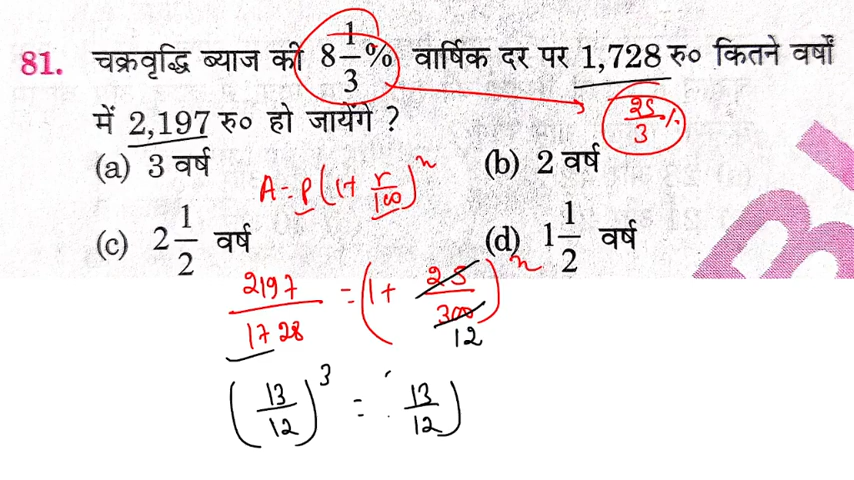 81. चक्रवृद्धि ब्याज की 8 1/3 % वार्षिक दर पर 1,728 रु० कितने वर्षों
में 2,197 रु० हो जायेंगे ?
25/3 %
(a) 3 वर्ष (b) 2 वर्ष
A = P(1+ r/100)^n
(c) 2 1/2 वर्ष (d) 1 1/2 वर्ष
2197/1728 = (1+ 25/300)^n
12
(13/12)^3 = 13/12)